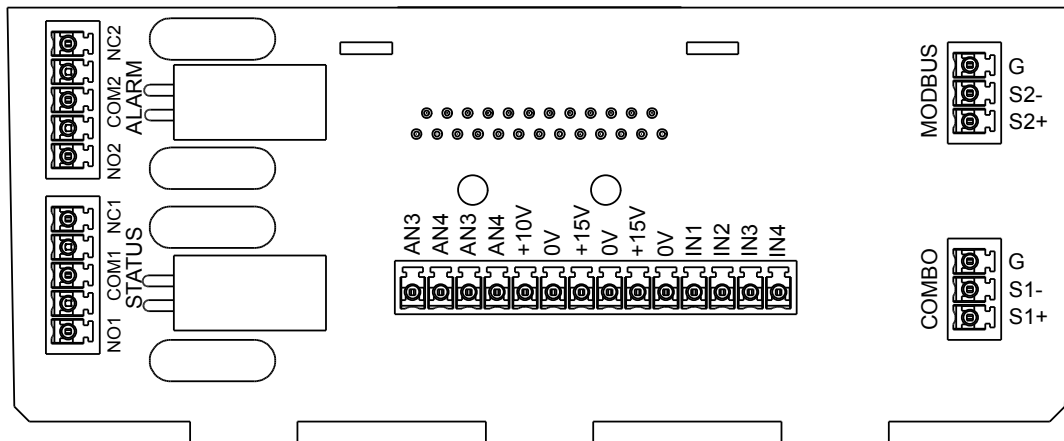 NC2
COM2
NO2
ALARM
NC1
COM1
NO1
STATUS
AN3
AN4
AN3
AN4
+10V
0V
+15V
0V
+15V
0V
IN1
IN2
IN3
IN4
MODBUS
G
S2-
S2+
COMBO
G
S1-
S1+